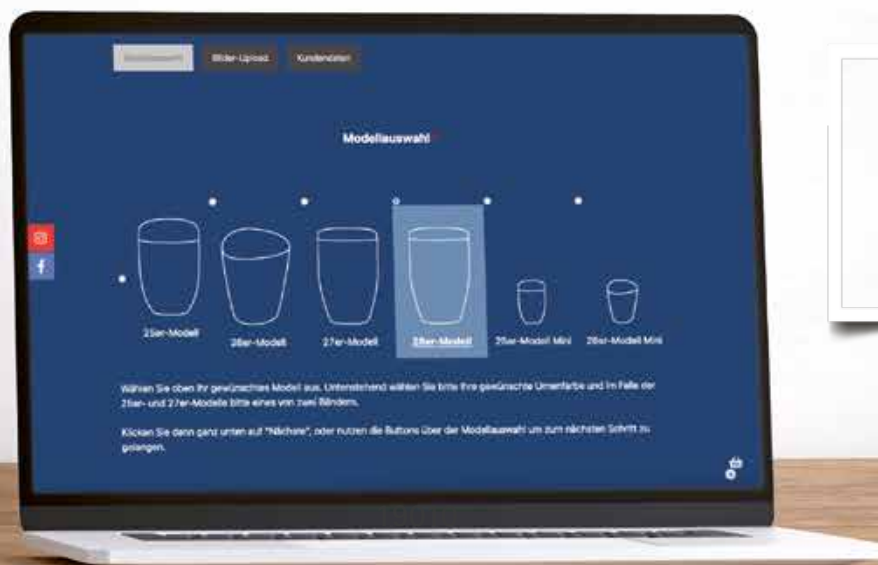 Bilder-Upload
Kundendaten
Modellauswahl *
25er-Modell
26er-Modell
27er-Modell
28er-Modell
25er-Modell Mini
26er-Modell Mini
Wählen Sie oben Ihr gewünschtes Modell aus. Untenstehend wählen Sie bitte Ihre gewünschte Urnenfarbe und im Falle der
25er- und 27er-Modelle bitte eines von zwei Bändern.
Klicken Sie dann ganz unten auf "Nächste", oder nutzen die Buttons über der Modellauswahl um zum nächsten Schritt zu
gelangen.